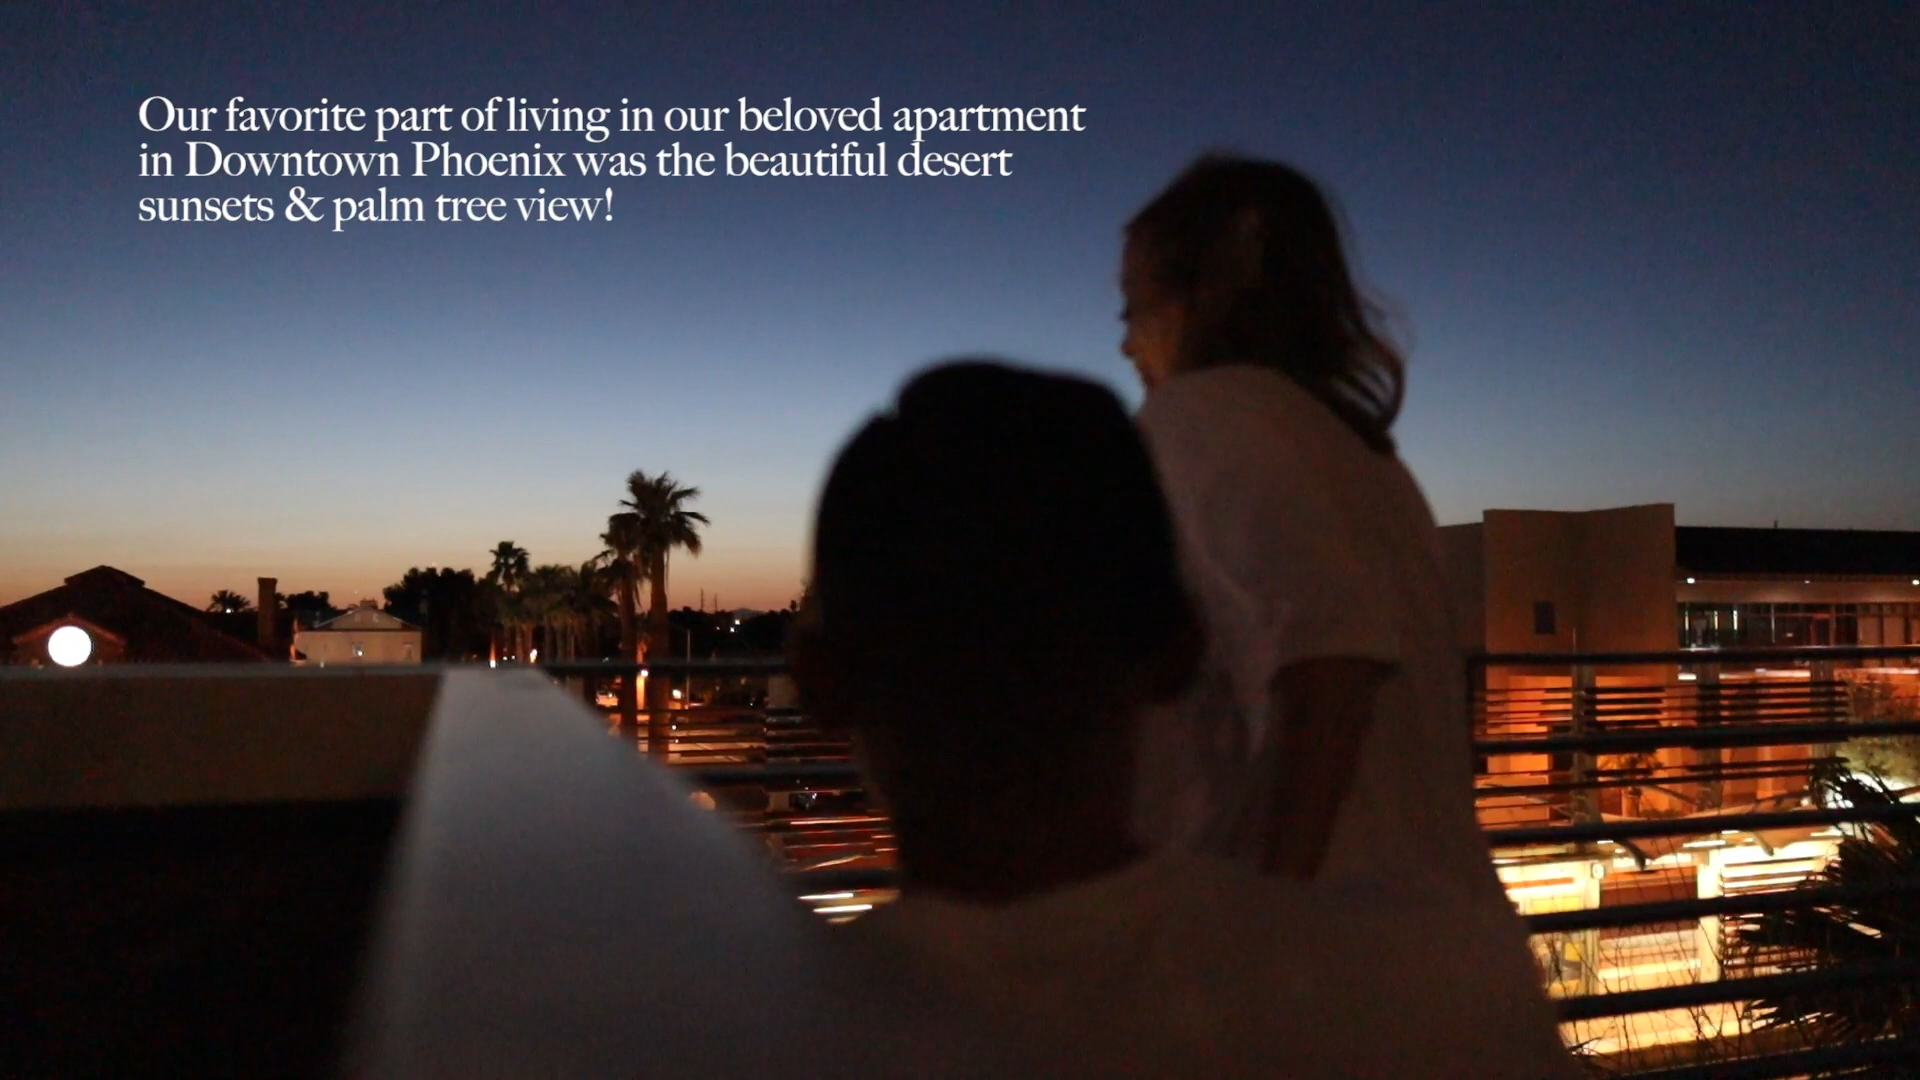 Our favorite part of living in our beloved apartment
in Downtown Phoenix was the beautiful desert
sunsets & palm tree view!